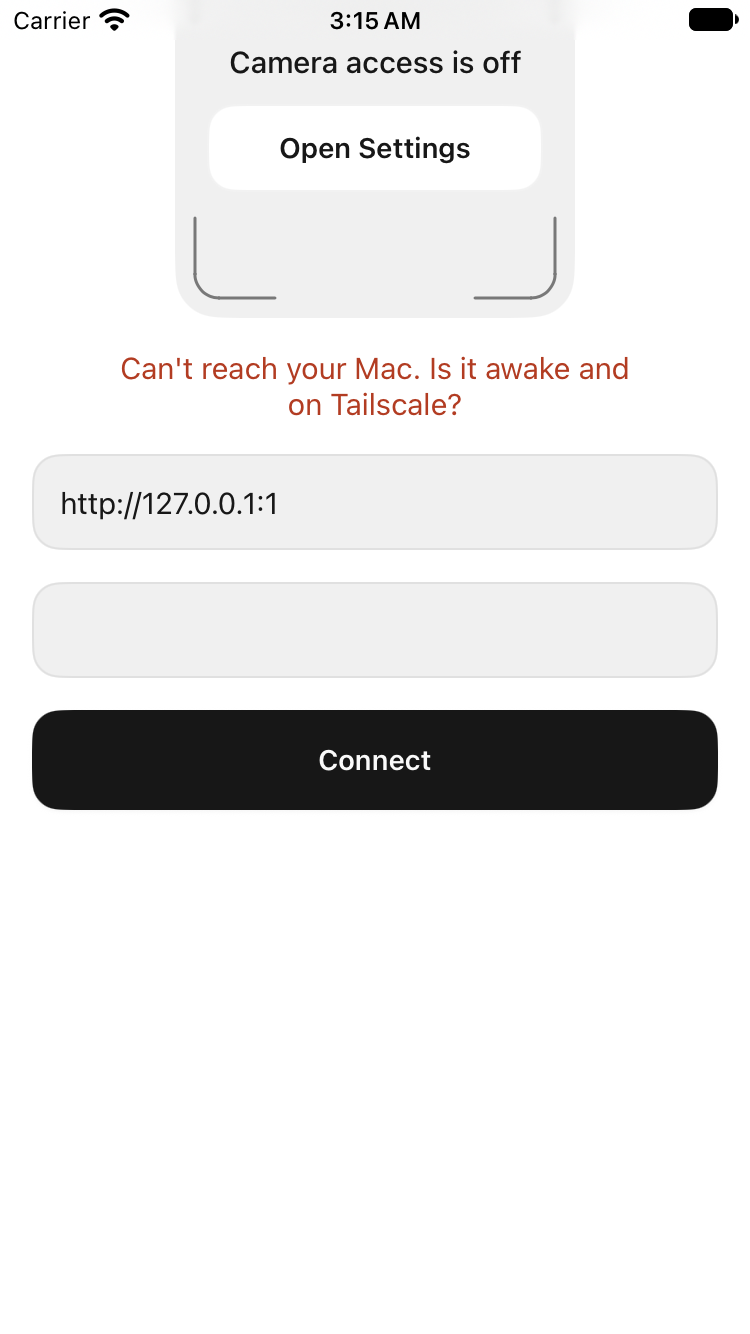 Carrier 3:15 AM
Camera access is off
Open Settings
Can't reach your Mac. Is it awake and
on Tailscale?
http://127.0.0.1:1
Connect